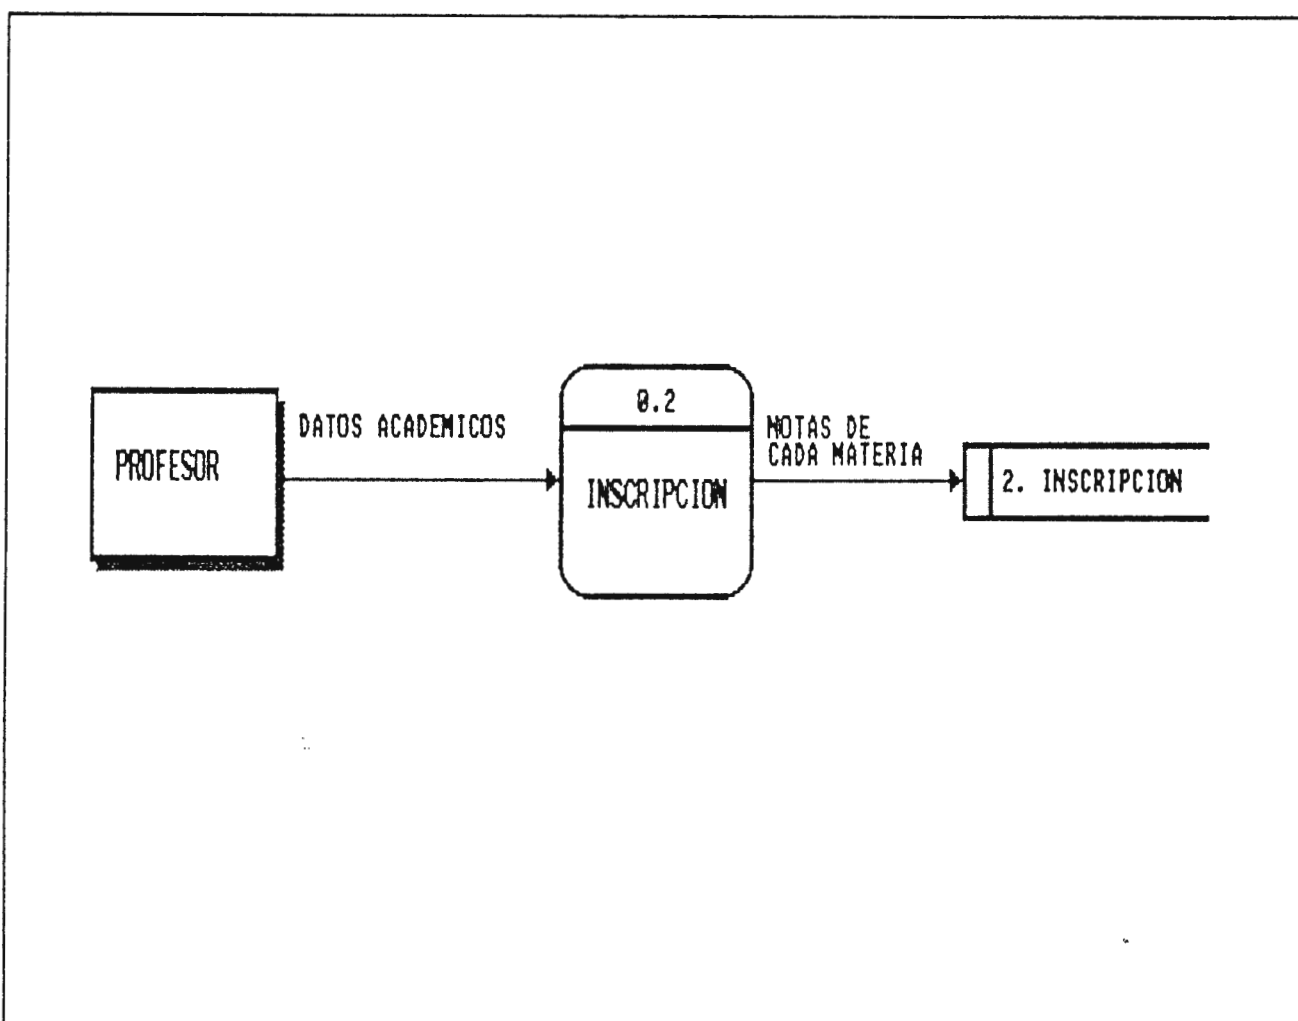 PROFESOR
DATOS ACADEMICOS
0.2
INSCRIPCION
NOTAS DE
CADA MATERIA
2. INSCRIPCION